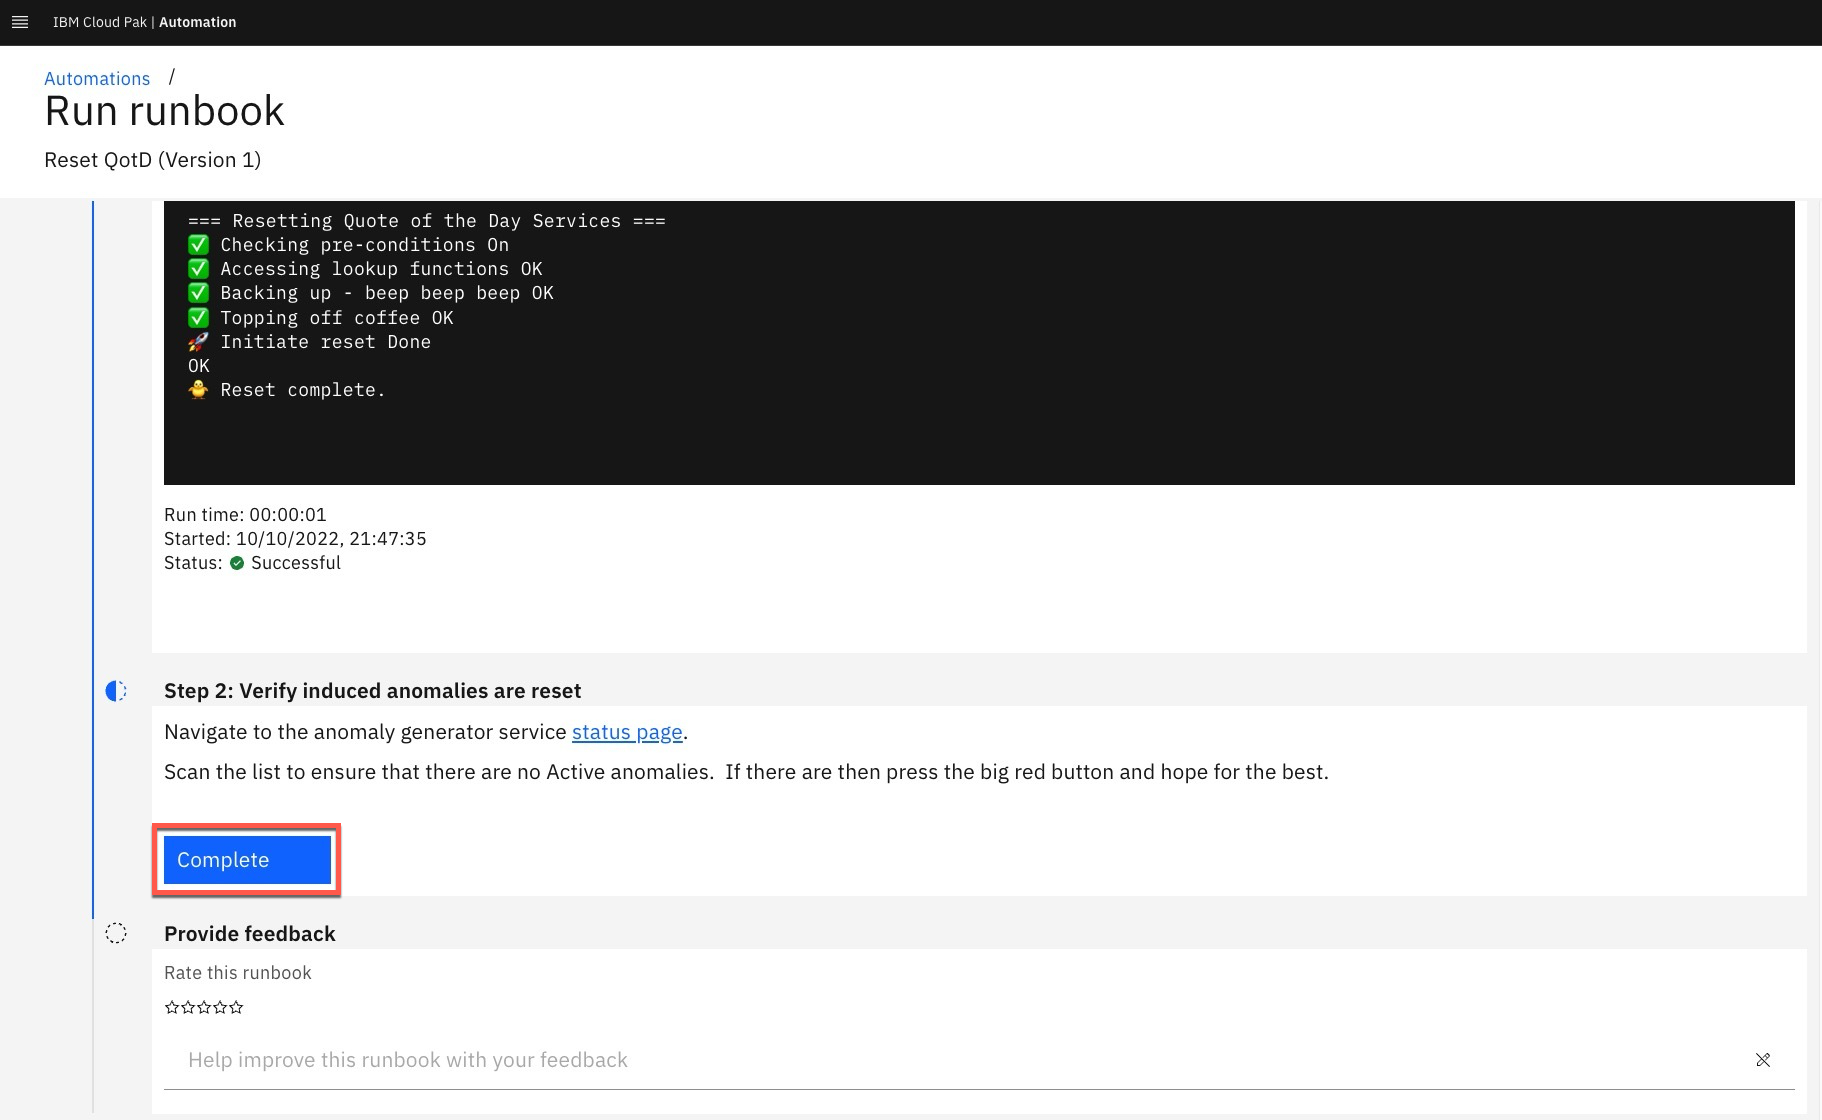 IBM Cloud Pak | Automation
Automations /
Run runbook
Reset QotD (Version 1)
=== Resetting Quote of the Day Services ===
✅ Checking pre-conditions On
✅ Accessing lookup functions OK
✅ Backing up - beep beep beep OK
✅ Topping off coffee OK
🚀 Initiate reset Done
OK
🐥 Reset complete.
Run time: 00:00:01
Started: 10/10/2022, 21:47:35
Status: Successful
Step 2: Verify induced anomalies are reset
Navigate to the anomaly generator service status page.
Scan the list to ensure that there are no Active anomalies.  If there are then press the big red button and hope for the best.
Complete
Provide feedback
Rate this runbook
Help improve this runbook with your feedback